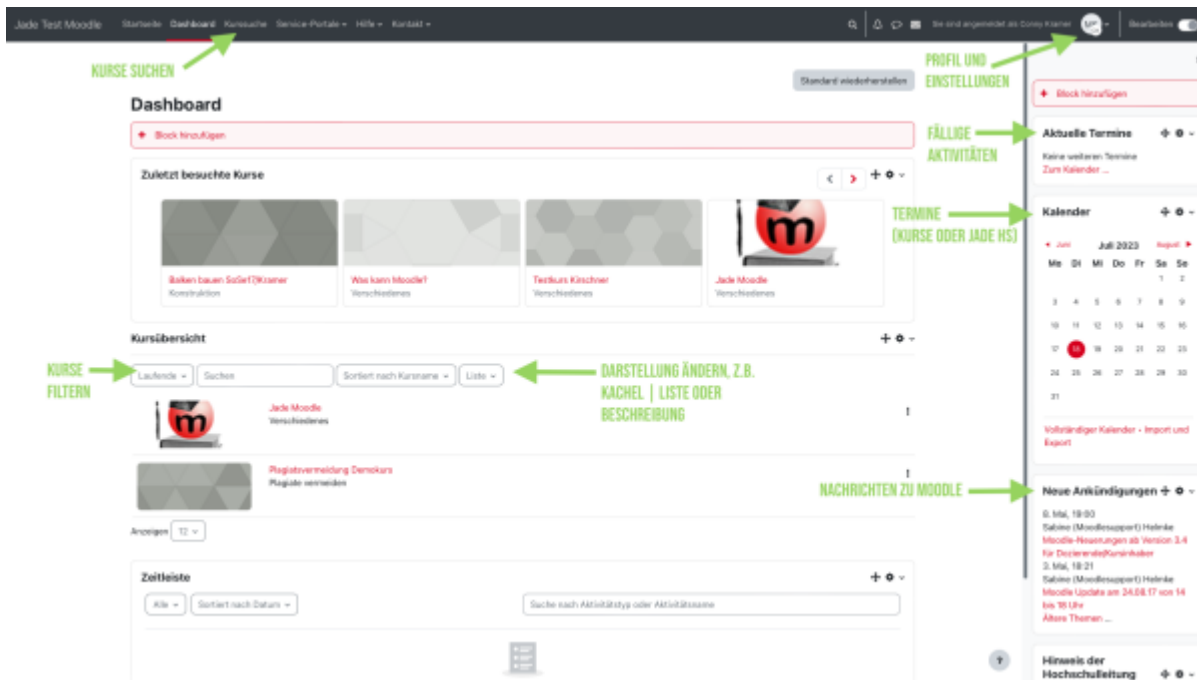 Jade Test Moodle Startseite Dashboard Kurssuche Service-Portale Hilfe Kontakt Sie sind angemeldet als Conny Kramer Bearbeiten
KURSE SUCHEN
PROFIL UND
EINSTELLUNGEN
Standard wiederherstellen
Dashboard
+ Block hinzufügen
Zuletzt besuchte Kurse
Balken bauen SoSe17/Kramer
Konstruktion
Was kann Moodle?
Verschiedenes
Testkurs Kirschner
Verschiedenes
m
Jade Moodle
Verschiedenes
Kursübersicht
KURSE
FILTERN
Laufende Suchen Sortiert nach Kursname Liste
DARSTELLUNG ÄNDERN, Z.B.
KACHEL | LISTE ODER
BESCHREIBUNG
m
Jade Moodle
Verschiedenes
Plagiatsvermeidung Demokurs
Plagiate vermeiden
Anzeigen 12
Zeitleiste
Alle Sortiert nach Datum Suche nach Aktivitätstyp oder Aktivitätsname
+ Block hinzufügen
FÄLLIGE
AKTIVITÄTEN
Aktuelle Termine
Keine weiteren Termine
Zum Kalender ...
TERMINE
(KURSE ODER JADE HS)
Kalender
Juni Juli 2023 August
Mo Di Mi Do Fr Sa So
1 2
3 4 5 6 7 8 9
10 11 12 13 14 15 16
17 18 19 20 21 22 23
24 25 26 27 28 29 30
31
Vollständiger Kalender • Import und
Export
NACHRICHTEN ZU MOODLE
Neue Ankündigungen
8. Mai, 19:00
Sabine (Moodlesupport) Helmke
Moodle-Neuerungen ab Version 3.4
für Dozierende/Kursinhaber
3. Mai, 18:21
Sabine (Moodlesupport) Helmke
Moodle Update am 24.08.17 von 14
bis 18 Uhr
Ältere Themen ...
Hinweis der
Hochschulleitung